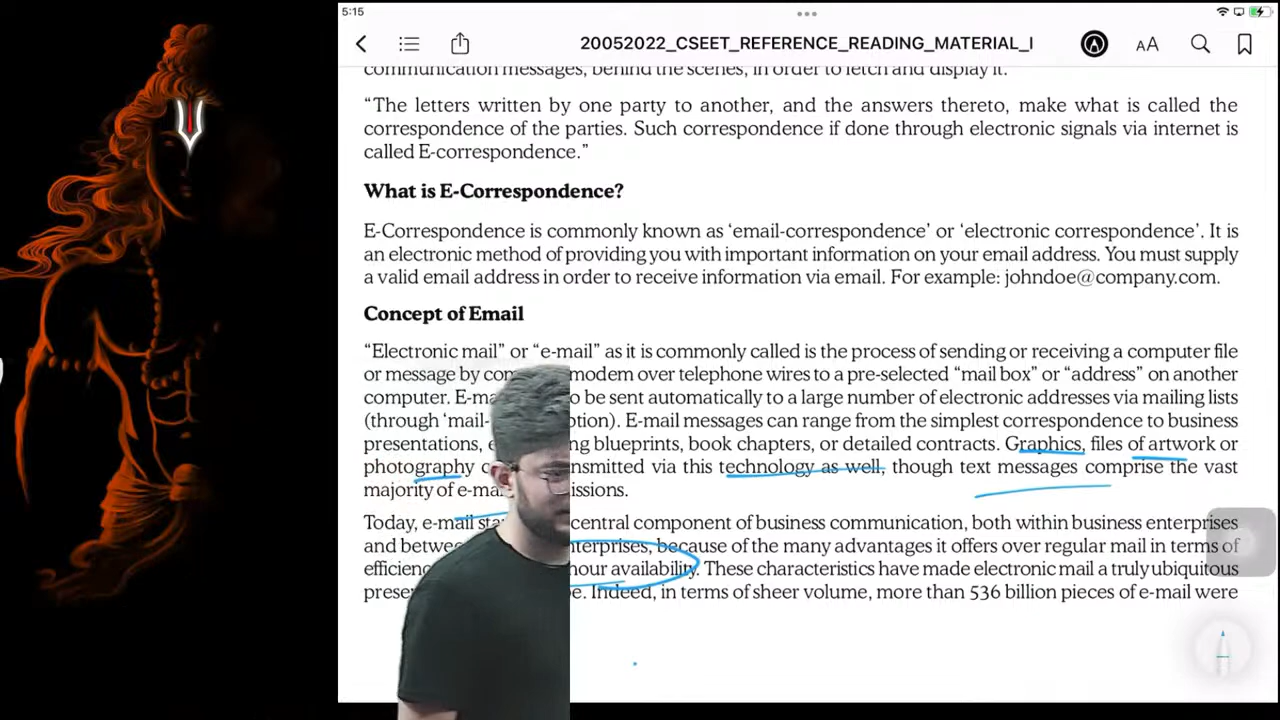 5:15
20052022_CSEET_REFERENCE_READING_MATERIAL_I
AA
communication messages, behind the scenes, in order to fetch and display it.
“The letters written by one party to another, and the answers thereto, make what is called the
correspondence of the parties. Such correspondence if done through electronic signals via internet is
called E-correspondence.”
What is E-Correspondence?
E-Correspondence is commonly known as ‘email-correspondence’ or ‘electronic correspondence’. It is
an electronic method of providing you with important information on your email address. You must supply
a valid email address in order to receive information via email. For example: johndoe@company.com.
Concept of Email
“Electronic mail” or “e-mail” as it is commonly called is the process of sending or receiving a computer file
or message by modem over telephone wires to a pre-selected “mail box” or “address” on another
computer. be sent automatically to a large number of electronic addresses via mailing lists
(through E-mail messages can range from the simplest correspondence to business
presentations, blueprints, book chapters, or detailed contracts. Graphics, files of artwork or
photography via this technology as well, though text messages comprise the vast
majority of
Today, e-mail central component of business communication, both within business enterprises
and because of the many advantages it offers over regular mail in terms of
hour availability. These characteristics have made electronic mail a truly ubiquitous
Indeed, in terms of sheer volume, more than 536 billion pieces of e-mail were